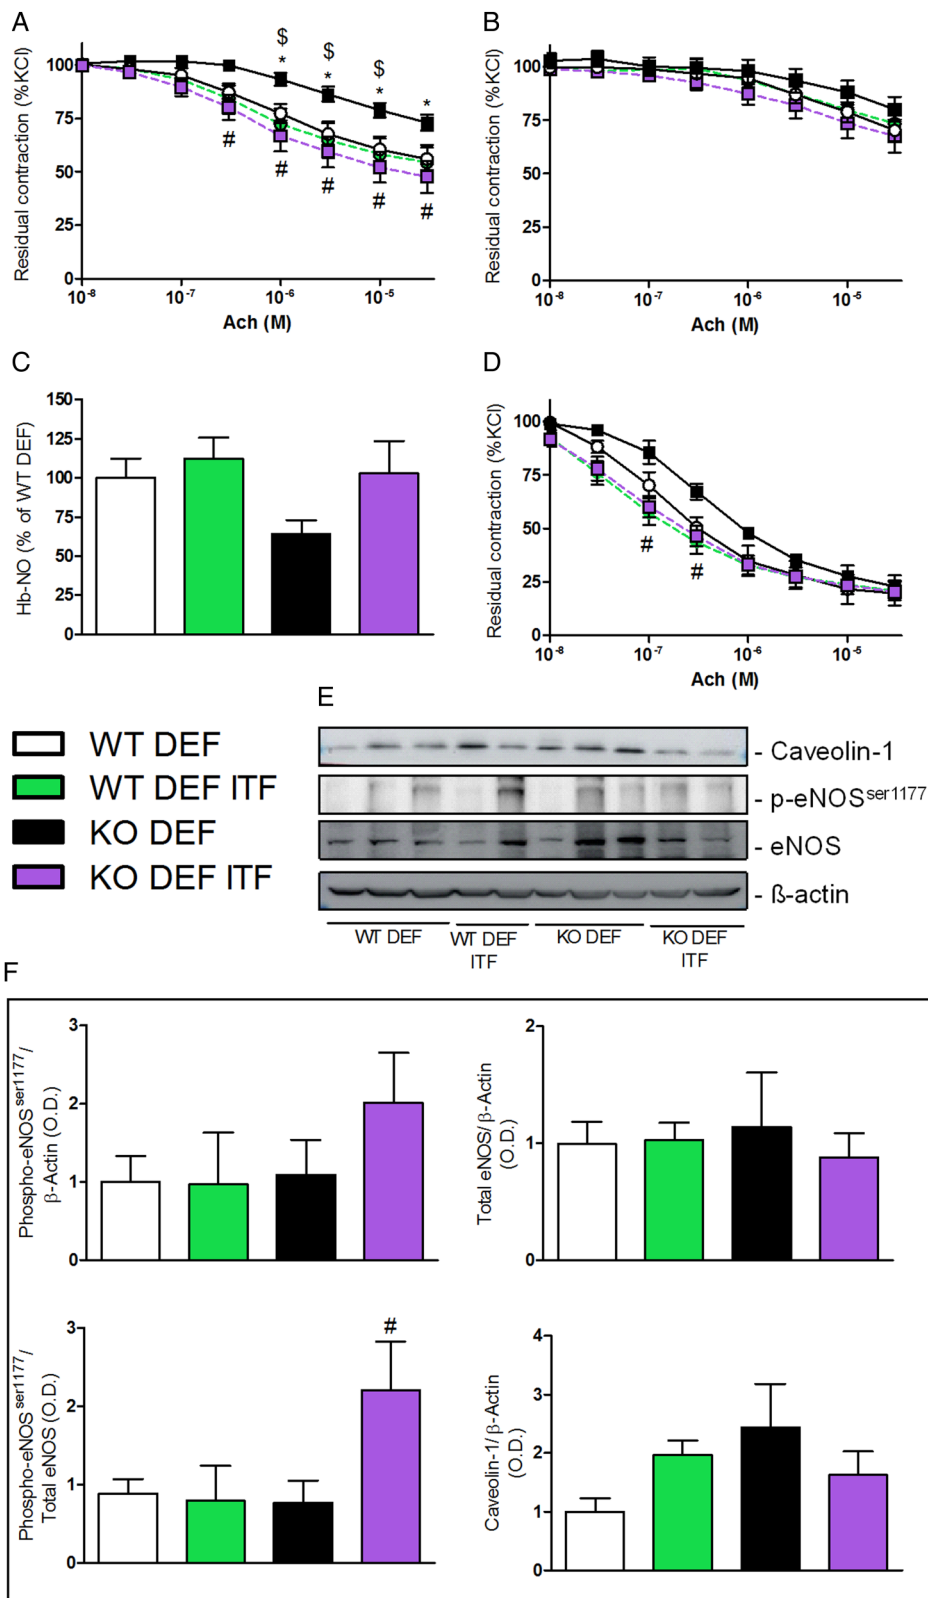 A
Residual contraction (%KCl)
100
75
50
25
0
$ $ $
* * * *
# # # # #
10-8 10-7 10-6 10-5
Ach (M)
B
Residual contraction (%KCl)
100
75
50
25
0
10-8 10-7 10-6 10-5
Ach (M)
C
Hb-NO (% of WT DEF)
150
125
100
75
50
25
0
D
Residual contraction (%KCl)
100
75
50
25
0
# #
10-8 10-7 10-6 10-5
Ach (M)
WT DEF
WT DEF ITF
KO DEF
KO DEF ITF
E
- Caveolin-1
- p-eNOSser1177
- eNOS
- ß-actin
WT DEF
WT DEF
ITF
KO DEF
KO DEF
ITF
F
Phospho-eNOSser1177/
β-Actin (O.D.)
3
2
1
0
Total eNOS/β-Actin
(O.D.)
2
1
0
Phospho-eNOSser1177/
Total eNOS (O.D.)
3
2
1
0
#
Caveolin-1/β-Actin
(O.D.)
4
2
1
0